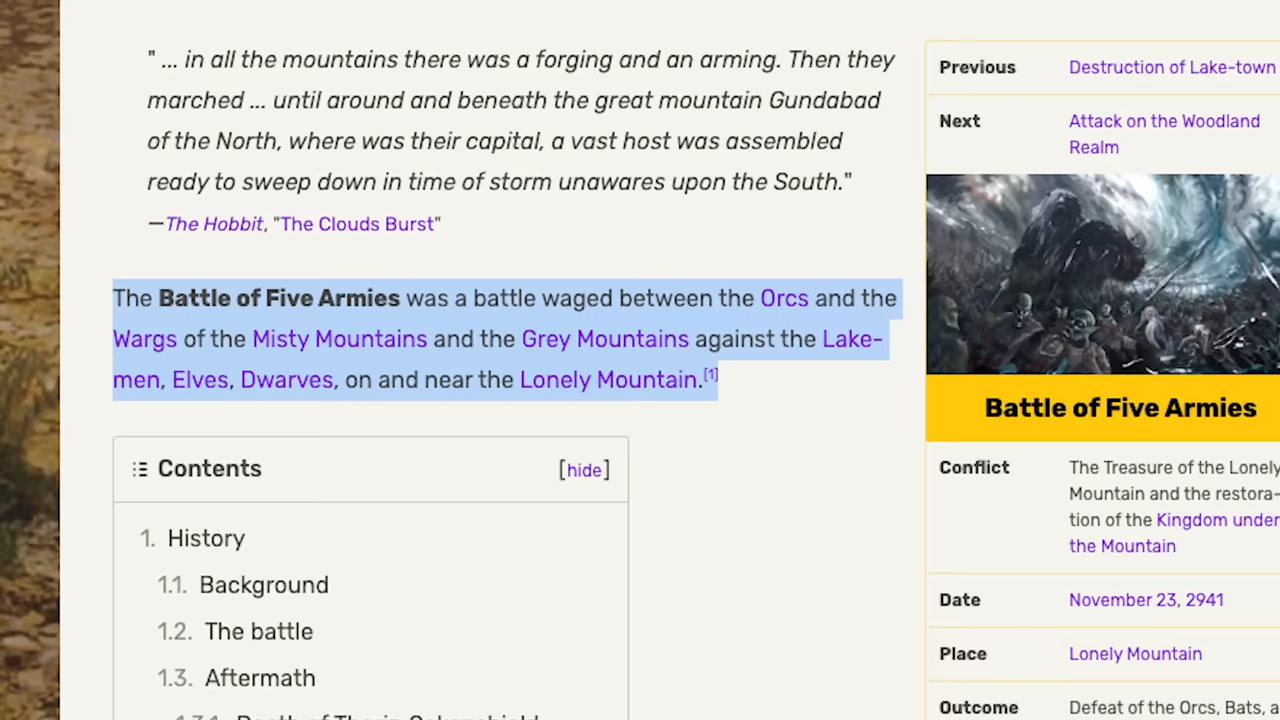 " ... in all the mountains there was a forging and an arming. Then they
marched ... until around and beneath the great mountain Gundabad
of the North, where was their capital, a vast host was assembled
ready to sweep down in time of storm unawares upon the South."
—The Hobbit, "The Clouds Burst"
The Battle of Five Armies was a battle waged between the Orcs and the
Wargs of the Misty Mountains and the Grey Mountains against the Lake-
men, Elves, Dwarves, on and near the Lonely Mountain.[1]
Contents [hide]
1. History
1.1. Background
1.2. The battle
1.3. Aftermath
1.3.1. Death of Thorin Oakenshield
Previous Destruction of Lake-town
Next Attack on the Woodland
Realm
Battle of Five Armies
Conflict The Treasure of the Lonely
Mountain and the restora-
tion of the Kingdom under
the Mountain
Date November 23, 2941
Place Lonely Mountain
Outcome Defeat of the Orcs, Bats, a